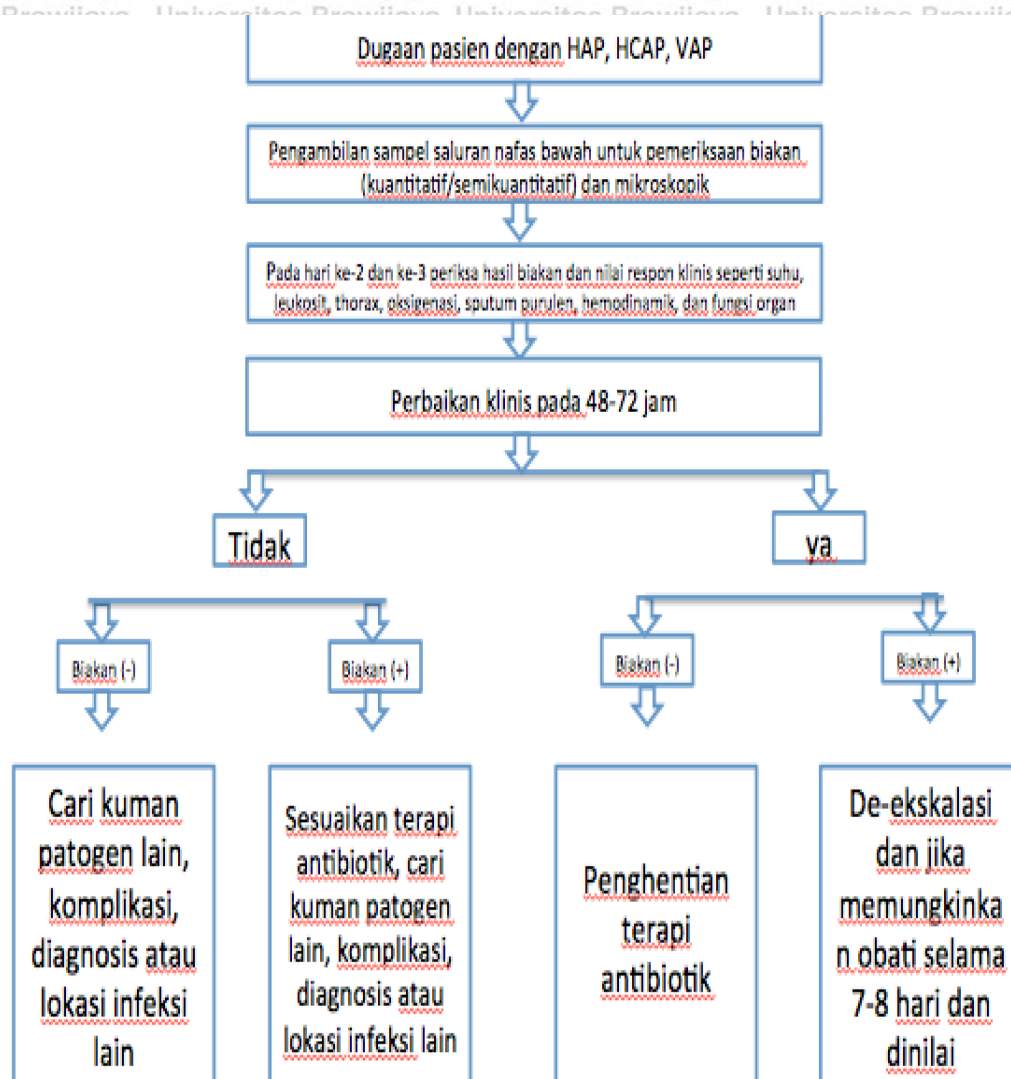 Universitas Brawijaya
Dugaan pasien dengan HAP, HCAP, VAP
Pengambilan sampel saluran nafas bawah untuk pemeriksaan biakan
(kuantitatif/semikuantitatif) dan mikroskopik
Pada hari ke-2 dan ke-3 periksa hasil biakan dan nilai respon klinis seperti suhu,
leukosit, thorax, oksigenasi, sputum purulen, hemodinamik, dan fungsi organ
Perbaikan klinis pada 48-72 jam
Tidak
ya
Biakan (-)
Biakan (+)
Biakan (-)
Biakan (+)
Cari kuman
patogen lain,
komplikasi,
diagnosis atau
lokasi infeksi
lain
Sesuaikan terapi
antibiotik, cari
kuman patogen
lain, komplikasi,
diagnosis atau
lokasi infeksi lain
Penghentian
terapi
antibiotik
De-ekskalasi
dan jika
memungkinka
n obati selama
7-8 hari dan
dinilai